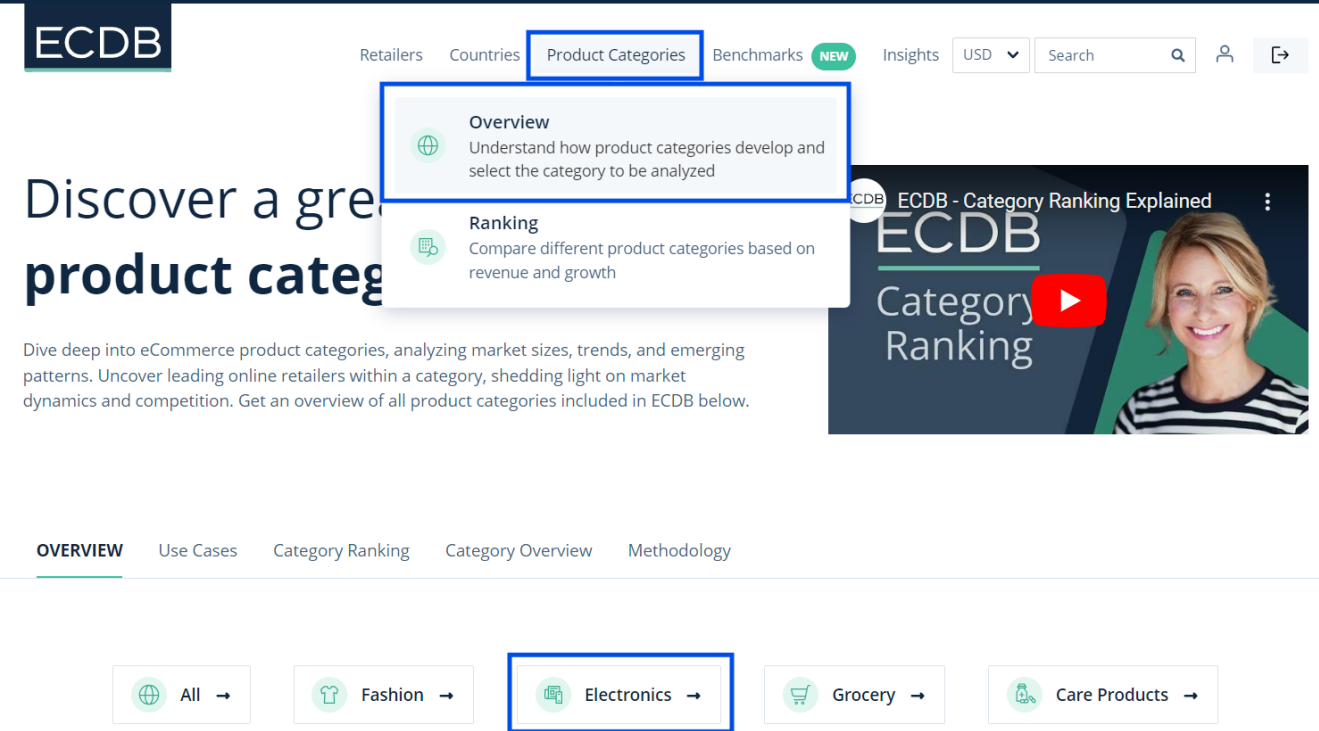 ECDB
Retailers Countries Product Categories Benchmarks NEW Insights USD Search
Overview
Understand how product categories develop and
select the category to be analyzed
Ranking
Compare different product categories based on
revenue and growth
Discover a
product
Dive deep into eCommerce product categories, analyzing market sizes, trends, and emerging
patterns. Uncover leading online retailers within a category, shedding light on market
dynamics and competition. Get an overview of all product categories included in ECDB below.
ECDB - Category Ranking Explained
ECDB
Category
Ranking
OVERVIEW Use Cases Category Ranking Category Overview Methodology
All → Fashion → Electronics → Grocery → Care Products →